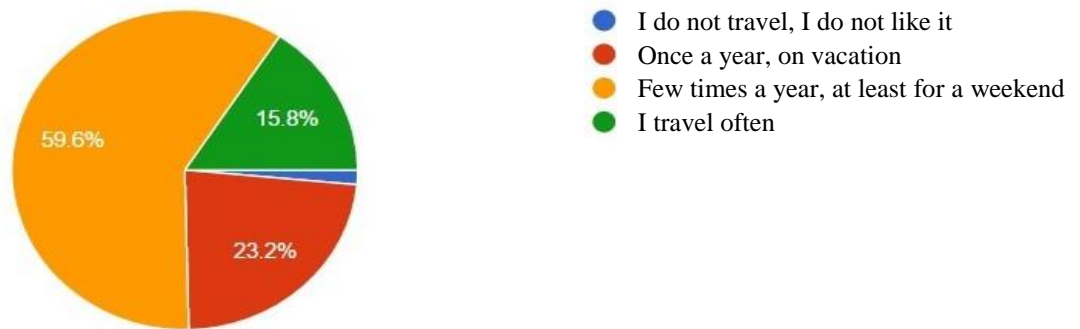 59.6%
15.8%
23.2%
I do not travel, I do not like it
Once a year, on vacation
Few times a year, at least for a weekend
I travel often